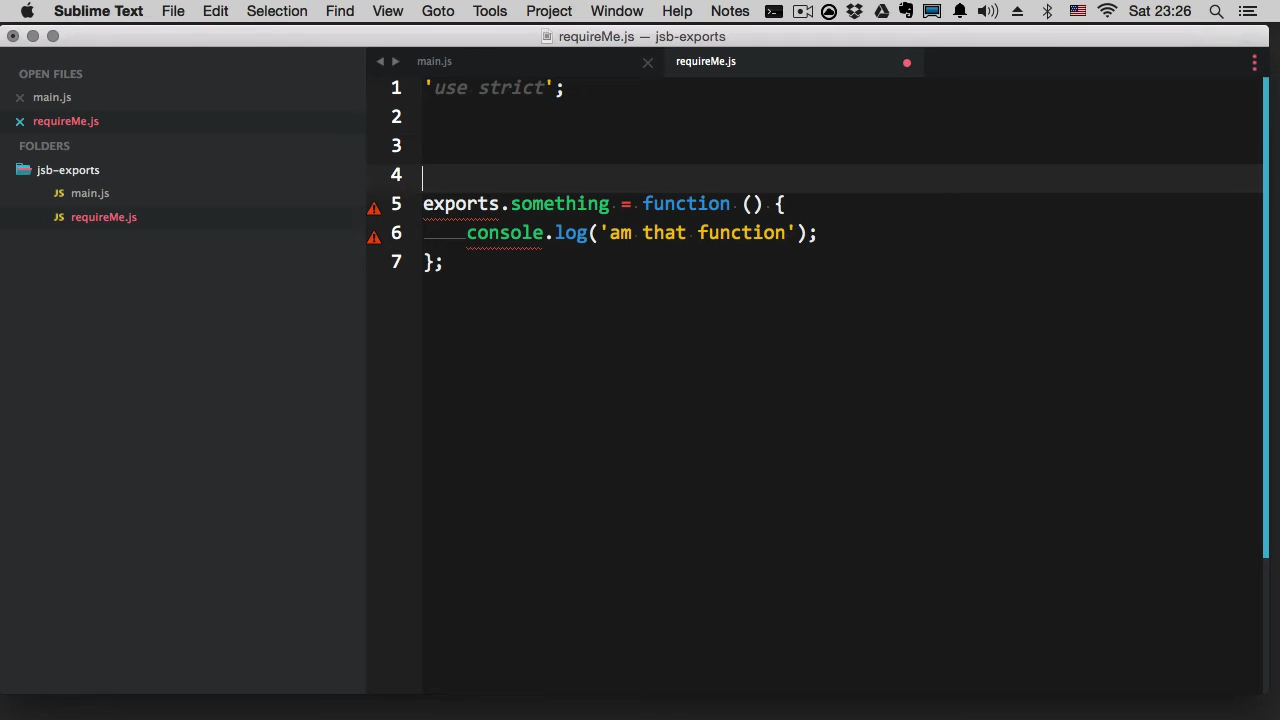 Sublime Text File Edit Selection Find View Goto Tools Project Window Help Notes Sat 23:26
requireMe.js — jsb-exports
OPEN FILES
main.js
requireMe.js
FOLDERS
jsb-exports
JS main.js
JS requireMe.js
main.js requireMe.js
1 'use strict';
2
3
4
5 exports.something = function () {
6 console.log('am that function');
7 };